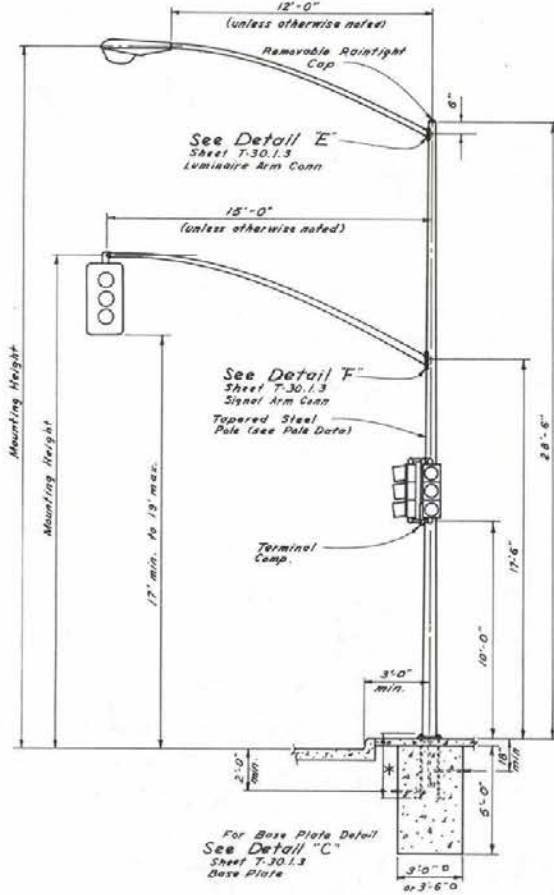 12'-0"
(unless otherwise noted)
Removable Raintight
Cap
6"
See Detail "E"
Sheet T-30.1.3
Luminaire Arm Conn
15'-0"
(unless otherwise noted)
See Detail "F"
Sheet T-30.1.3
Signal Arm Conn
Tapered Steel
Pole (see Pole Data)
Mounting Height
Mounting Height
17' min. to 19' max.
28'-6"
17'-6"
Terminal
Comp.
10'-0"
3'-0"
min.
2'-0"
min.
*
18"
min
5'-0"
For Base Plate Detail
See Detail "C"
Sheet T-30.1.3
Base Plate
3'-0" □
or 3'-6" □